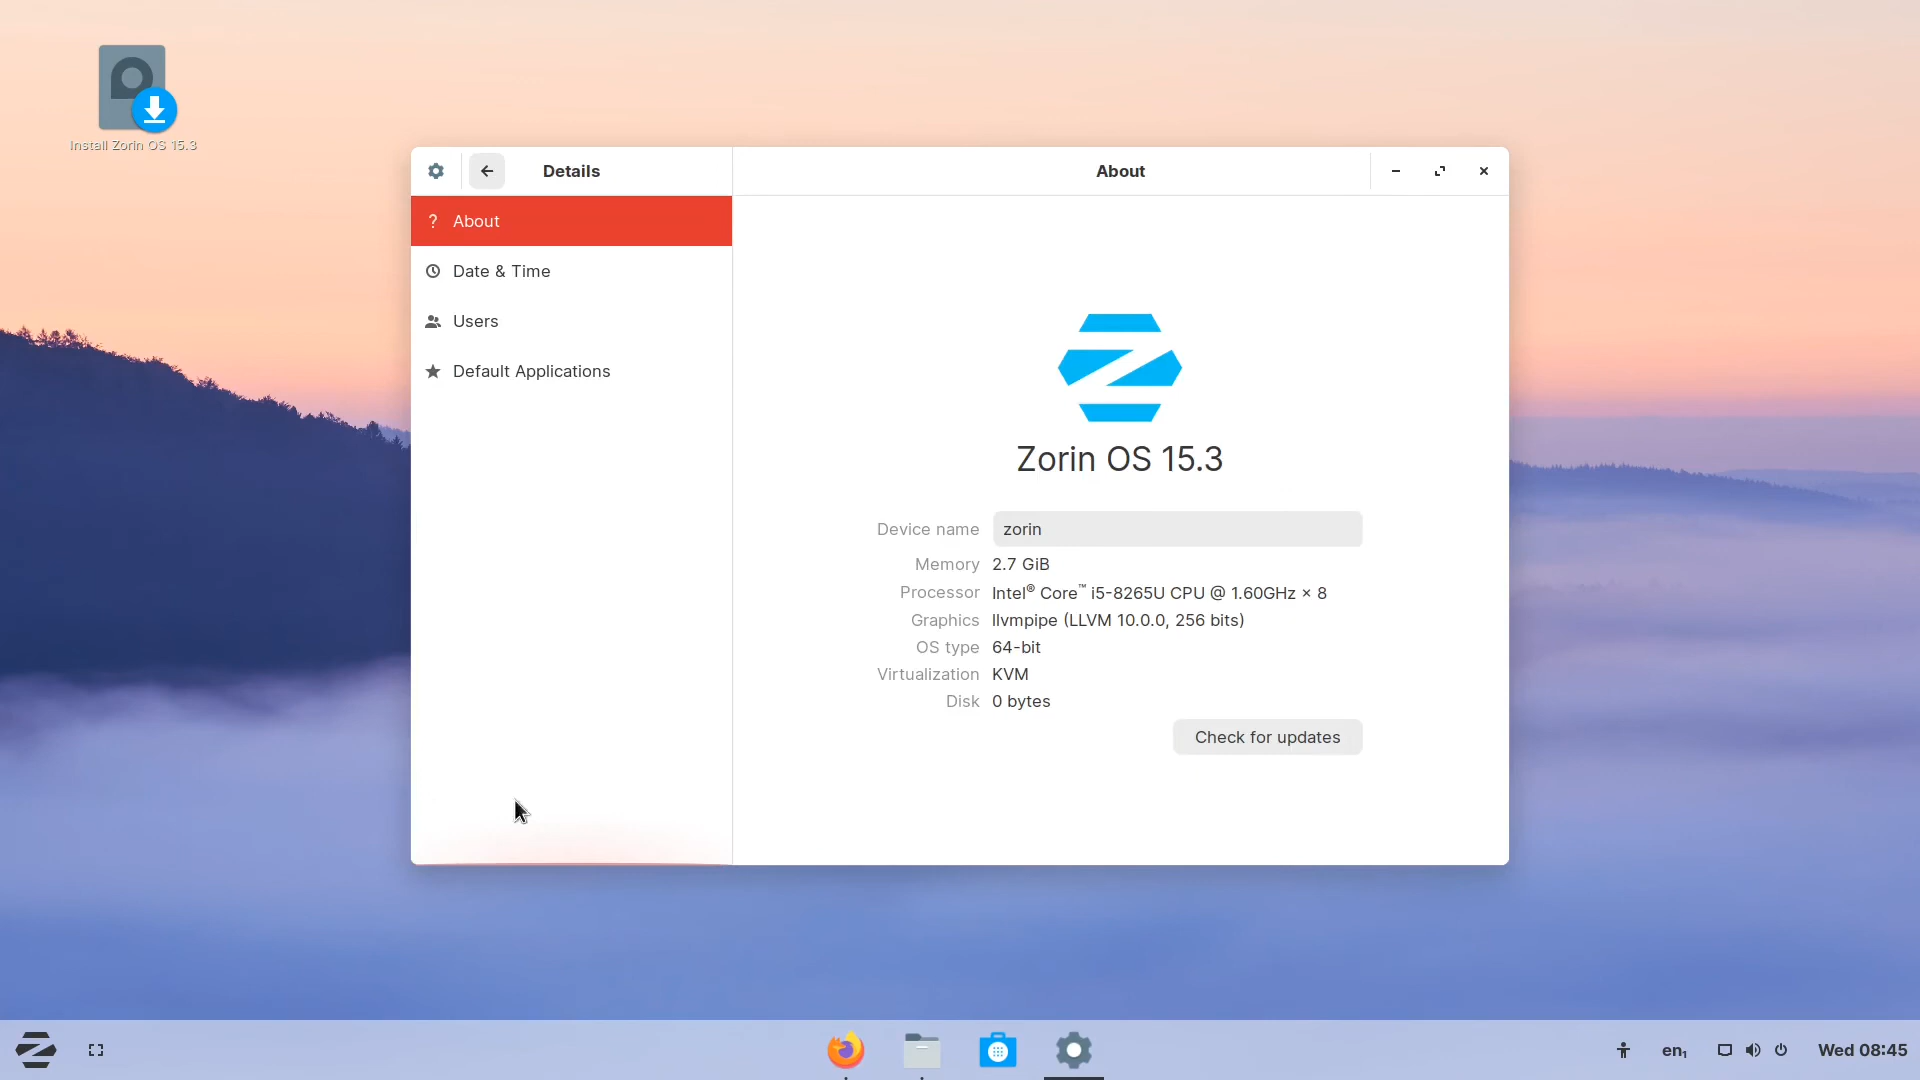 Install Zorin OS 15.3
Details
About
? About
Date & Time
Users
Default Applications
Zorin OS 15.3
Device name zorin
Memory 2.7 GiB
Processor Intel® Core™ i5-8265U CPU @ 1.60GHz × 8
Graphics llvmpipe (LLVM 10.0.0, 256 bits)
OS type 64-bit
Virtualization KVM
Disk 0 bytes
Check for updates
en₁
Wed 08:45